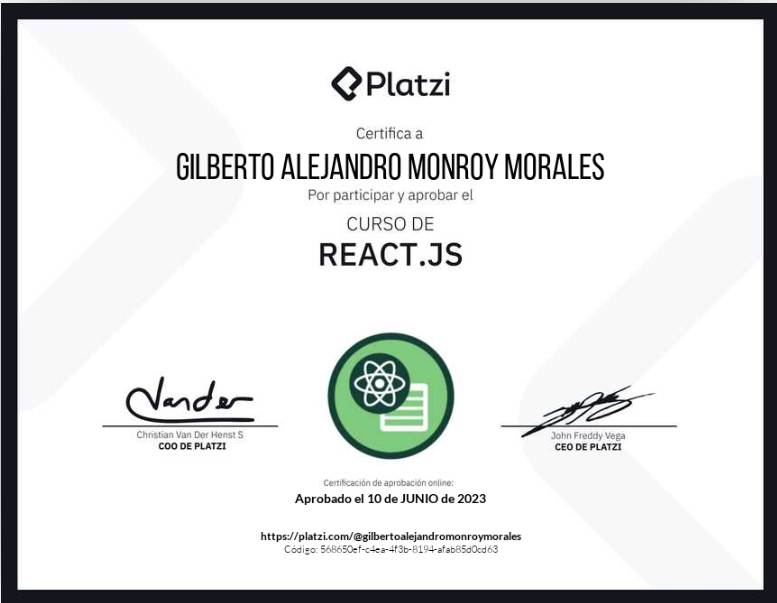 Platzi
Certifica a
GILBERTO ALEJANDRO MONROY MORALES
Por participar y aprobar el
CURSO DE
REACT.JS
Vander
Christian Van Der Henst S
COO DE PLATZI
John Freddy Vega
CEO DE PLATZI
Certificación de aprobación online:
Aprobado el 10 de JUNIO de 2023
https://platzi.com/@gilbertoalejandromonroymorales
Código: 568650ef-c4ea-4f3b-8194-afab85d0cd63